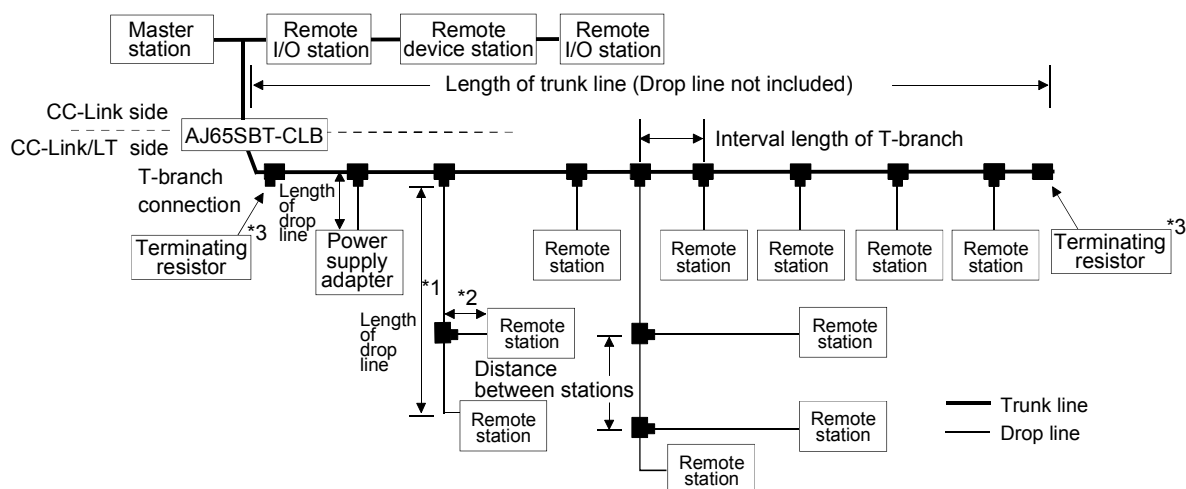 Master
station
Remote
I/O station
Remote
device station
Remote
I/O station
Length of trunk line (Drop line not included)
CC-Link side
AJ65SBT-CLB
CC-Link/LT side
Interval length of T-branch
T-branch
connection
Length
of drop
line
*3
Terminating
resistor
Power
supply
adapter
Remote
station
Remote
station
Remote
station
Remote
station
Remote
station
*3
Terminating
resistor
*1
*2
Length
of
drop
line
Remote
station
Remote
station
Distance
between stations
Remote
station
Remote
station
Remote
station
Trunk line
Drop line